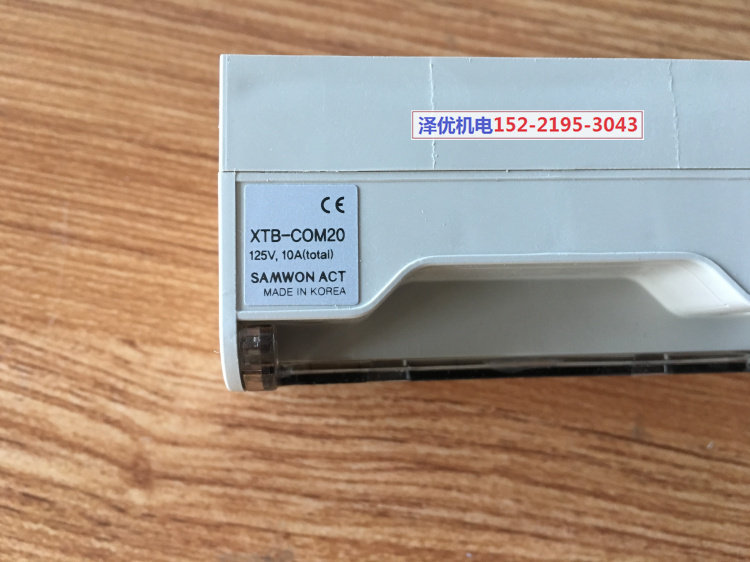 泽优机电152-2195-3043
CE
XTB-COM20
125V, 10A(total)
SAMWON ACT
MADE IN KOREA